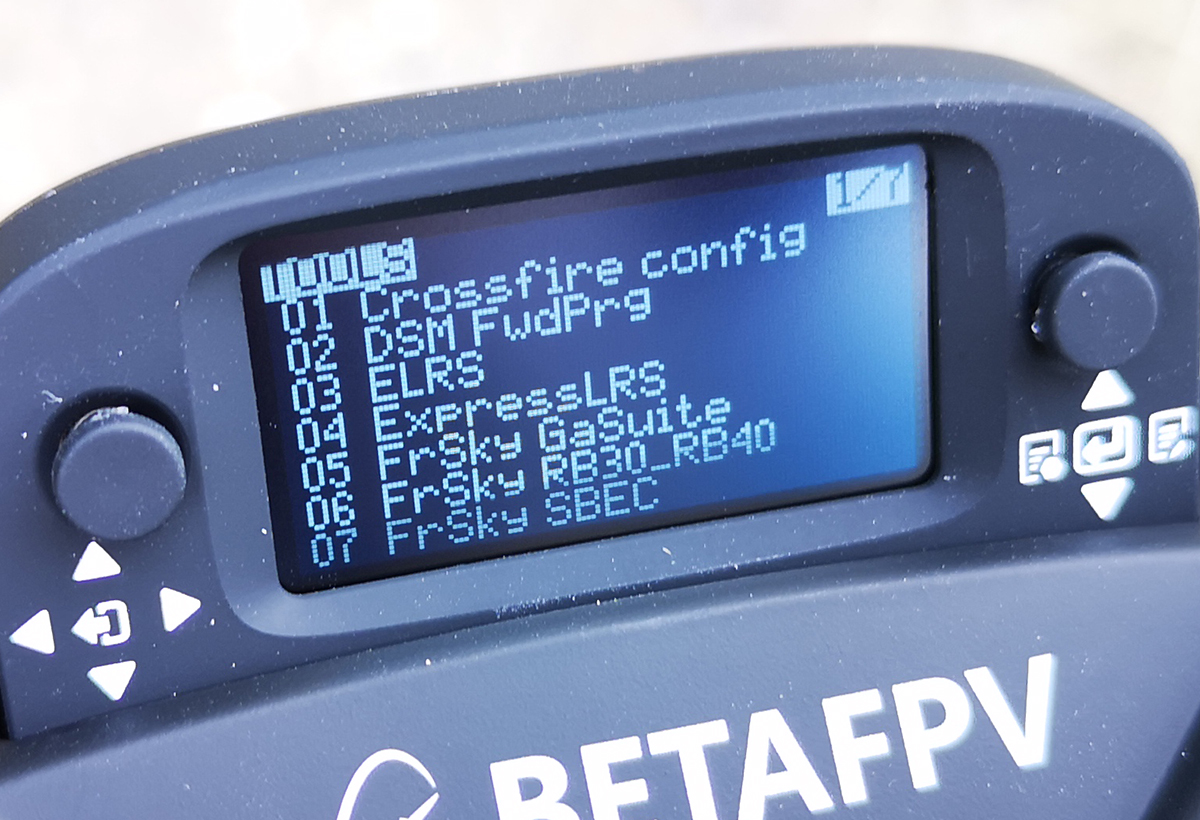 TOOLS 1/7
01 Crossfire config
02 DSM FwdPrg
03 ELRS
04 ExpressLRS
05 FrSky GaSuite
06 FrSky RB30_RB40
07 FrSky SBEC
BETAFPV